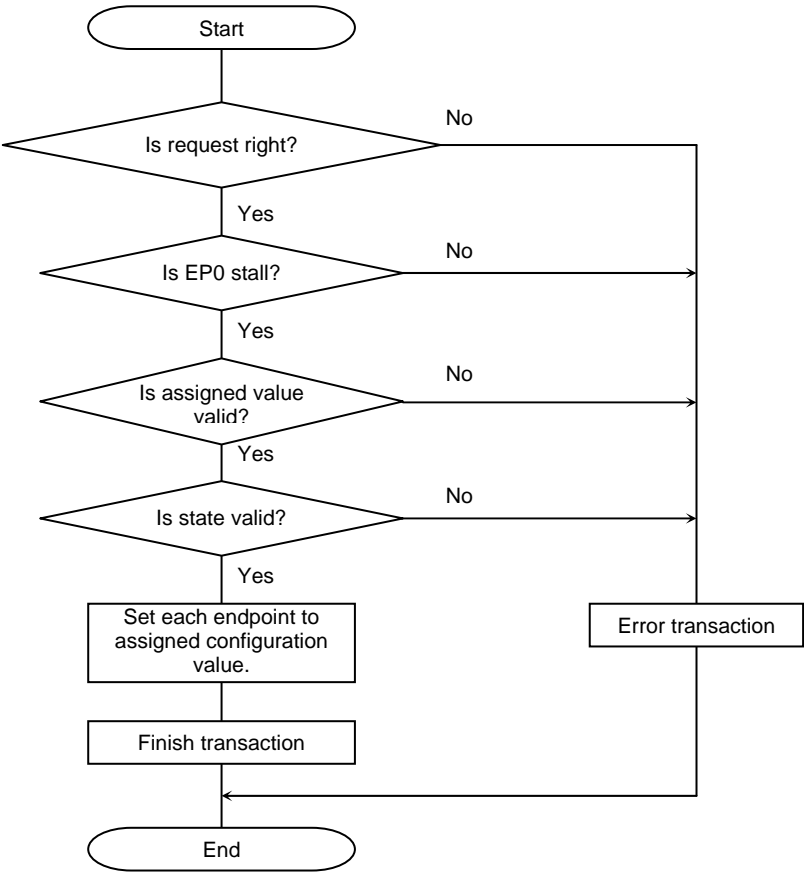 Start
No
Is request right?
Yes
No
Is EP0 stall?
Yes
No
Is assigned value
valid?
Yes
No
Is state valid?
Yes
Set each endpoint to
assigned configuration
value.
Error transaction
Finish transaction
End